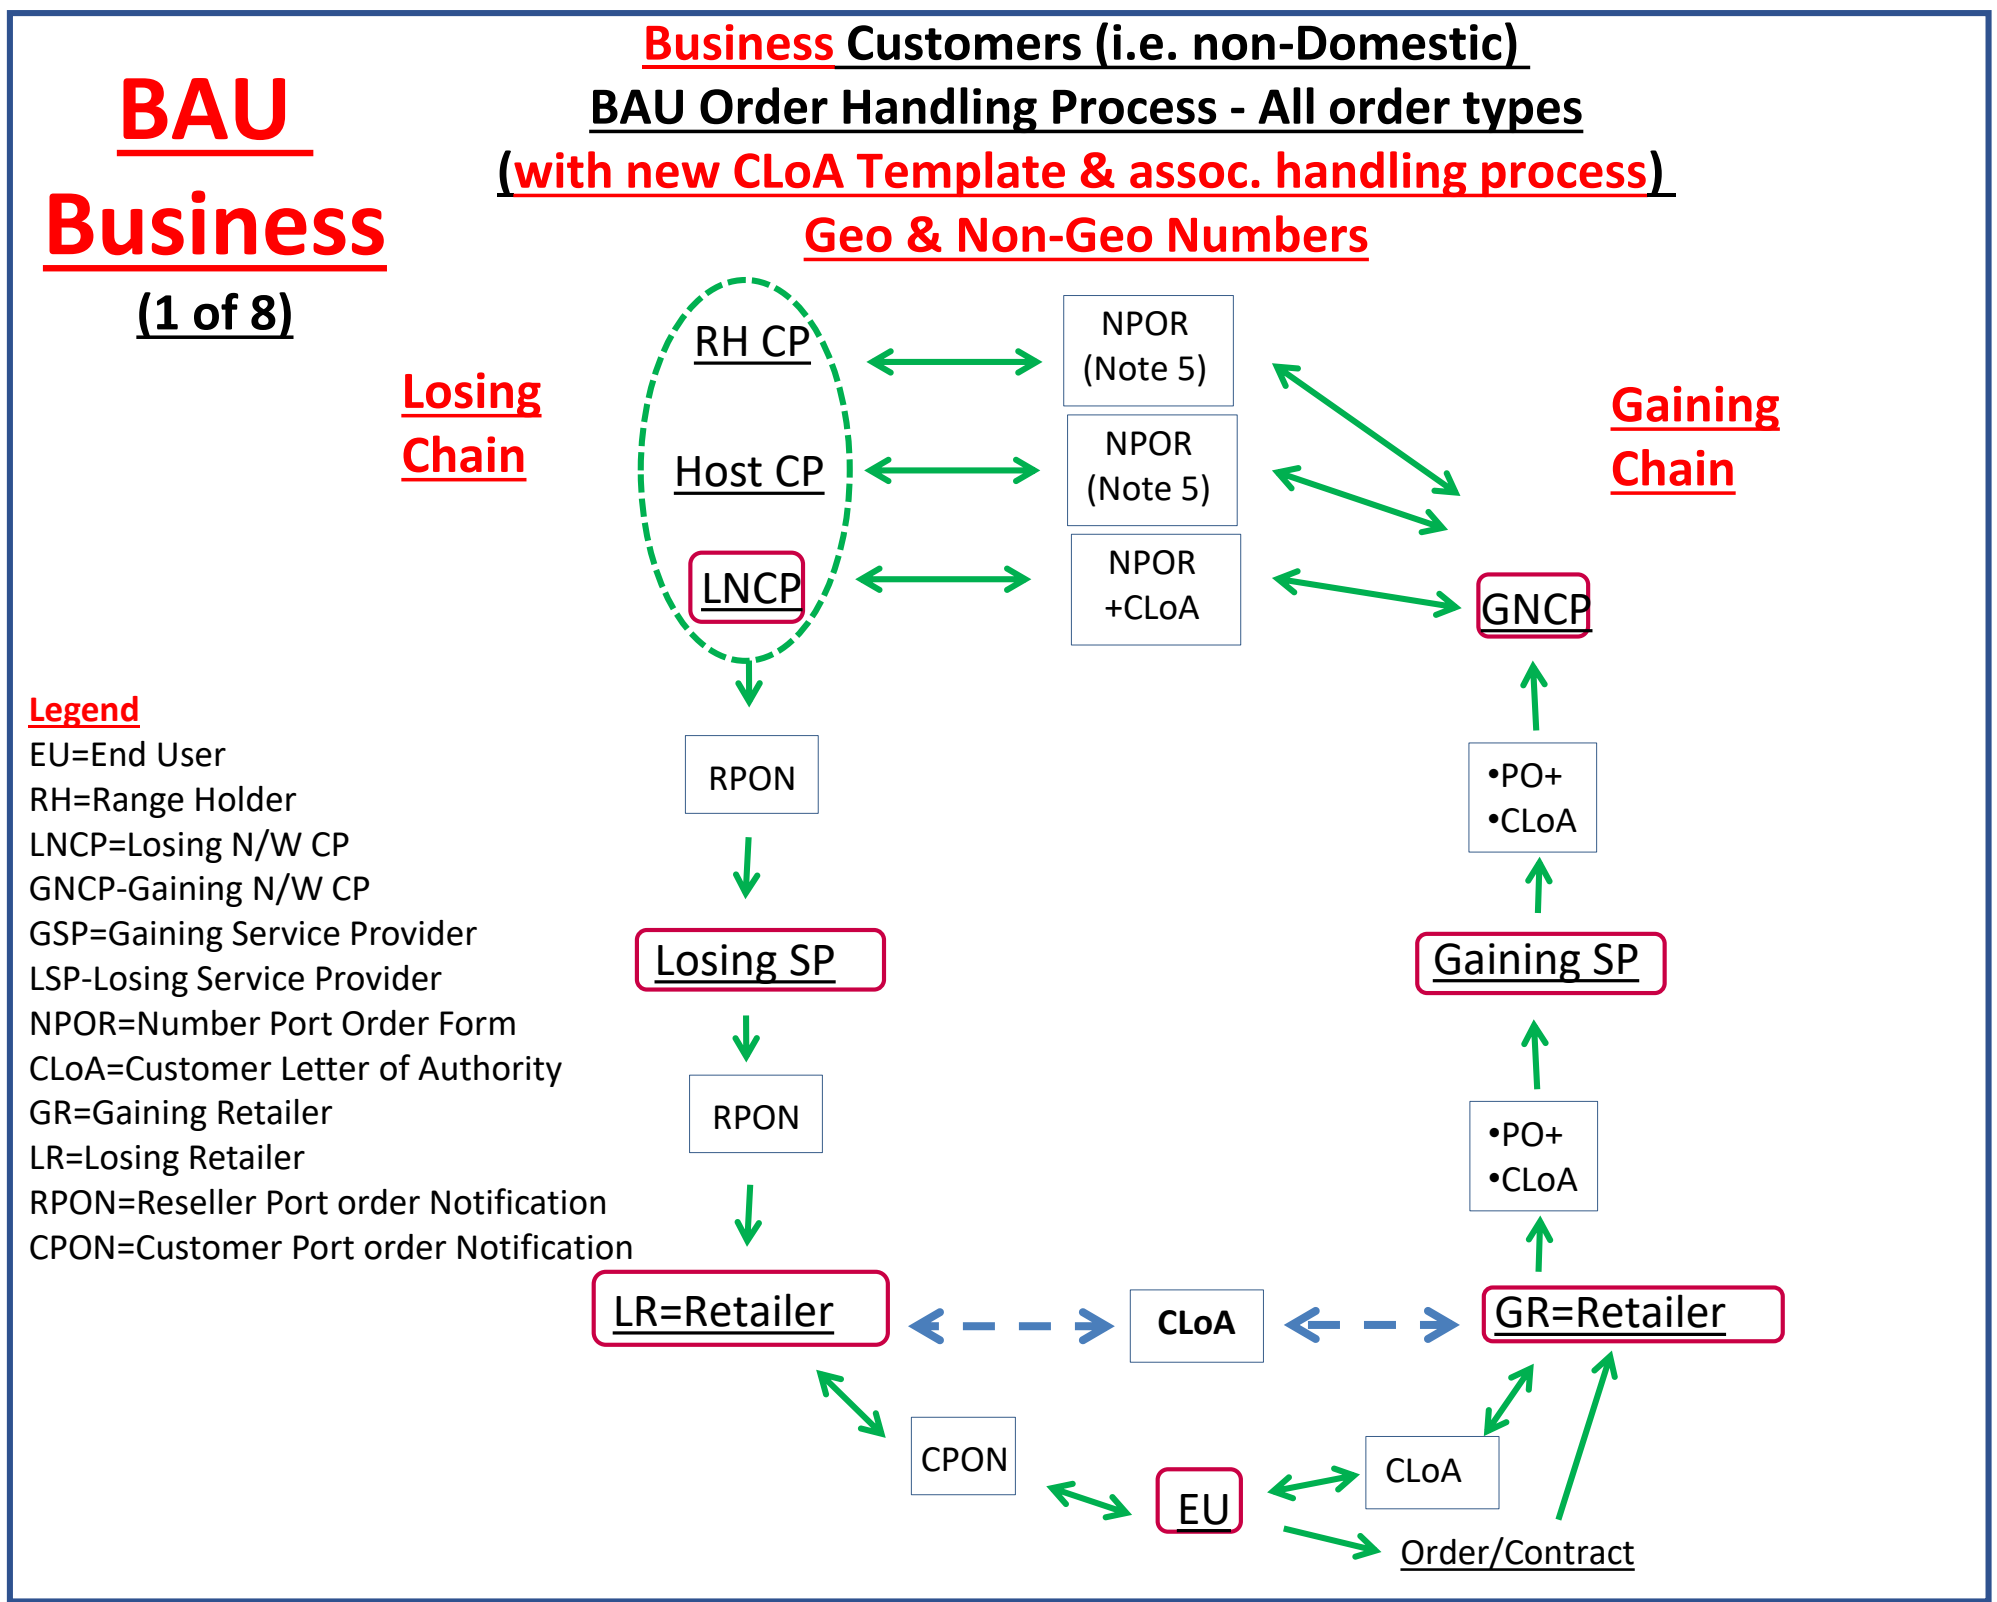 BAU
Business
(1 of 8)
Business Customers (i.e. non-Domestic)
BAU Order Handling Process - All order types
(with new CLoA Template & assoc. handling process)
Geo & Non-Geo Numbers
Losing
Chain
Gaining
Chain
RH CP
NPOR
(Note 5)
Host CP
NPOR
(Note 5)
LNCP
NPOR
+CLoA
GNCP
Legend
EU=End User
RH=Range Holder
LNCP=Losing N/W CP
GNCP-Gaining N/W CP
GSP=Gaining Service Provider
LSP-Losing Service Provider
NPOR=Number Port Order Form
CLoA=Customer Letter of Authority
GR=Gaining Retailer
LR=Losing Retailer
RPON=Reseller Port order Notification
CPON=Customer Port order Notification
RPON
•PO+
•CLoA
Losing SP
Gaining SP
RPON
•PO+
•CLoA
LR=Retailer
CLoA
GR=Retailer
CPON
EU
CLoA
Order/Contract